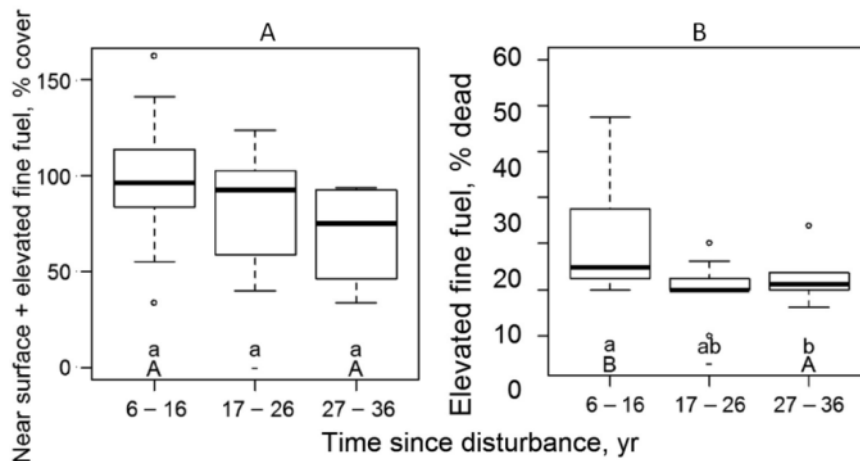 A
B
Near surface + elevated fine fuel, % cover
150
100
50
0
a a a
A - A
6 – 16 17 – 26 27 – 36
Elevated fine fuel, % dead
60
50
40
30
20
10
0
a ab b
B - A
6 – 16 17 – 26 27 – 36
Time since disturbance, yr